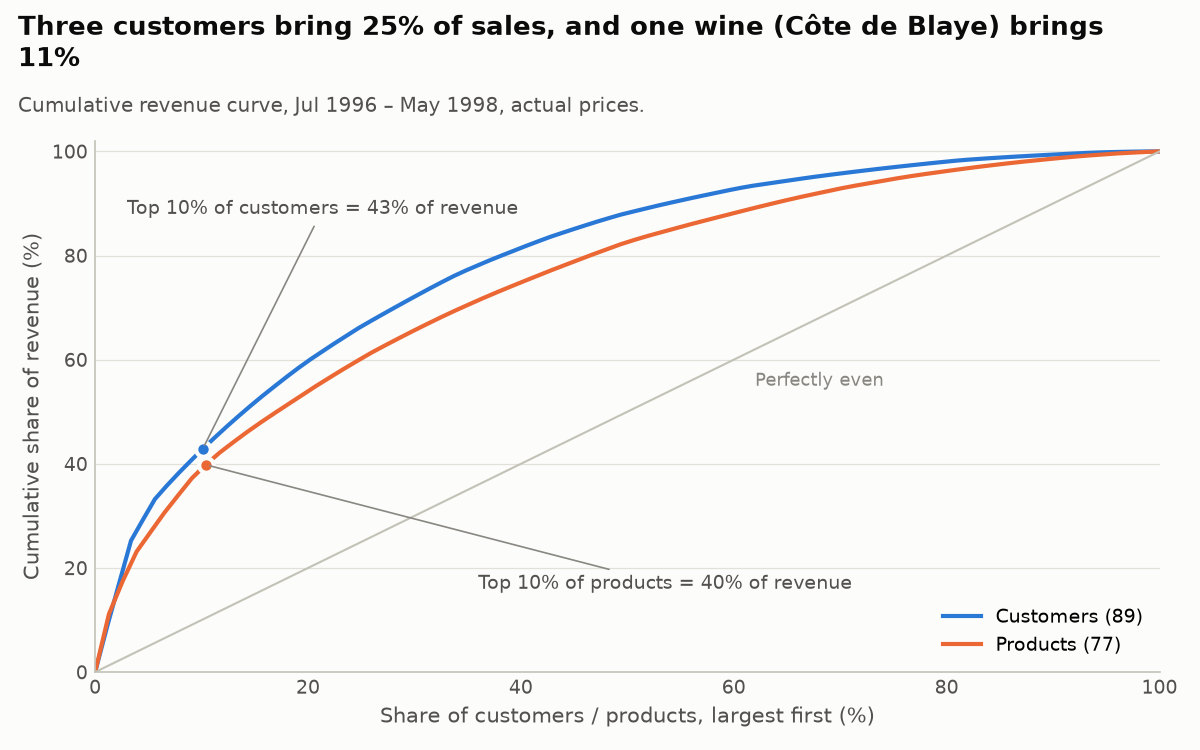 Three customers bring 25% of sales, and one wine (Côte de Blaye) brings
11%
Cumulative revenue curve, Jul 1996 – May 1998, actual prices.
Cumulative share of revenue (%)
100
80
60
40
20
0
Top 10% of customers = 43% of revenue
Perfectly even
Top 10% of products = 40% of revenue
Customers (89)
Products (77)
0 20 40 60 80 100
Share of customers / products, largest first (%)